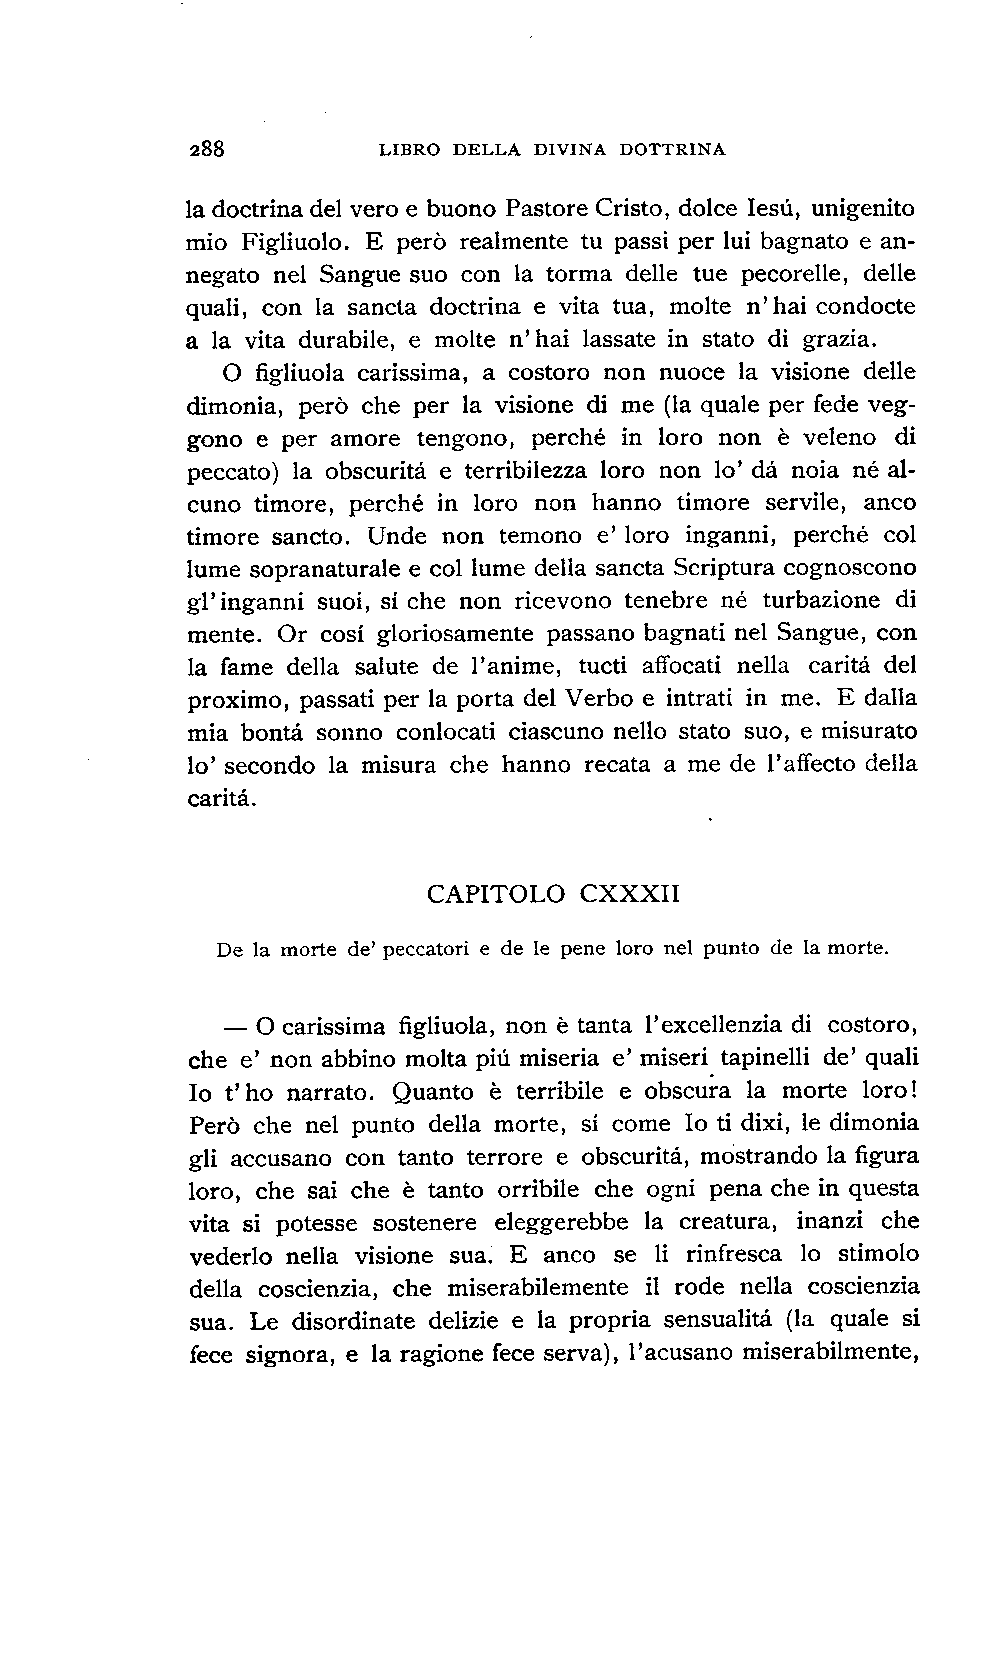 288 LIBRO DELLA DIVINA DOTTRINA
la doctrina del vero e buono Pastore Cristo, dolce Iesú, unigenito
mio Figliuolo. E però realmente tu passi per lui bagnato e an-
negato nel Sangue suo con la torma delle tue pecorelle, delle
quali, con la sancta doctrina e vita tua, molte n'hai condocte
a la vita durabile, e molte n'hai lassate in stato di grazia.
O figliuola carissima, a costoro non nuoce la visione delle
dimonia, però che per la visione di me (la quale per fede veg-
gono e per amore tengono, perché in loro non è veleno di
peccato) la obscuritá e terribilezza loro non lo' dá noia né al-
cuno timore, perché in loro non hanno timore servile, anco
timore sancto. Unde non temono e' loro inganni, perché col
lume sopranaturale e col lume della sancta Scriptura cognoscono
gl'inganni suoi, sí che non ricevono tenebre né turbazione di
mente. Or cosí gloriosamente passano bagnati nel Sangue, con
la fame della salute de l'anime, tucti affocati nella caritá del
proximo, passati per la porta del Verbo e intrati in me. E dalla
mia bontá sonno conlocati ciascuno nello stato suo, e misurato
lo' secondo la misura che hanno recata a me de l'affecto della
caritá.
CAPITOLO CXXXII
De la morte de' peccatori e de le pene loro nel punto de la morte.
— O carissima figliuola, non è tanta l'excellenzia di costoro,
che e' non abbino molta piú miseria e' miseri tapinelli de' quali
Io t'ho narrato. Quanto è terribile e obscura la morte loro!
Però che nel punto della morte, sí come Io ti dixi, le dimonia
gli accusano con tanto terrore e obscuritá, mostrando la figura
loro, che sai che è tanto orribile che ogni pena che in questa
vita si potesse sostenere eleggerebbe la creatura, inanzi che
vederlo nella visione sua. E anco se li rinfresca lo stimolo
della coscienzia, che miserabilemente il rode nella coscienzia
sua. Le disordinate delizie e la propria sensualitá (la quale si
fece signora, e la ragione fece serva), l'acusano miserabilmente,